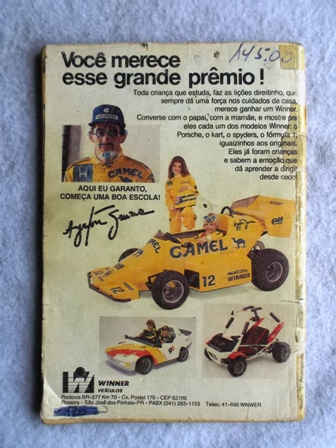 145.00
Você merece
esse grande prêmio!
Toda criança que estuda, faz as lições direitinho, que
sempre dá uma força nos cuidados da casa,
merece ganhar um Winner.
Converse com o papai, com a mamãe, e mostre pra
eles cada um dos modelos Winner: o
Porsche, o kart, o spyders, o fórmula 1,
iguaizinhos aos originais.
Eles já foram crianças
e sabem a emoção que
dá aprender a dirigir
desde cedo!
CAMEL
AQUI EU GARANTO,
COMEÇA UMA BOA ESCOLA!
Ayrton Senna
elf
CAMEL
WINNER
12
12
WINNER
VEÍCULOS
Rodovia BR-277 Km 70 - Cx. Postal 170 - CEP 83100
Roseira - São José dos Pinhais-PR - PABX (041) 283-1155 Telex: 41-690 WNWER